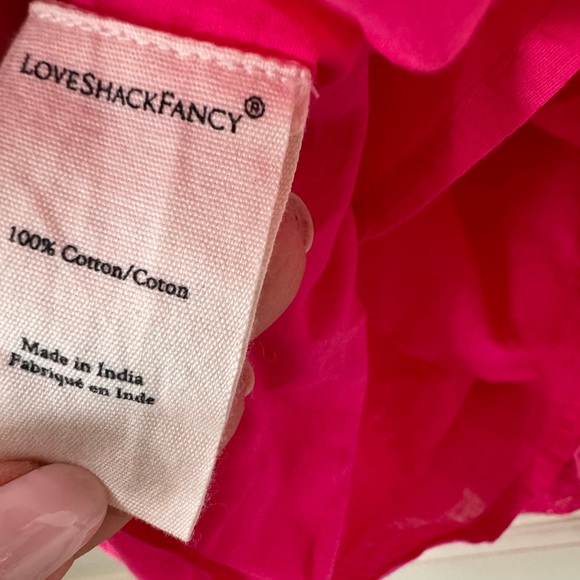 LOVESHACKFANCY®
100% Cotton/Coton
Made in India
Fabriqué en Inde